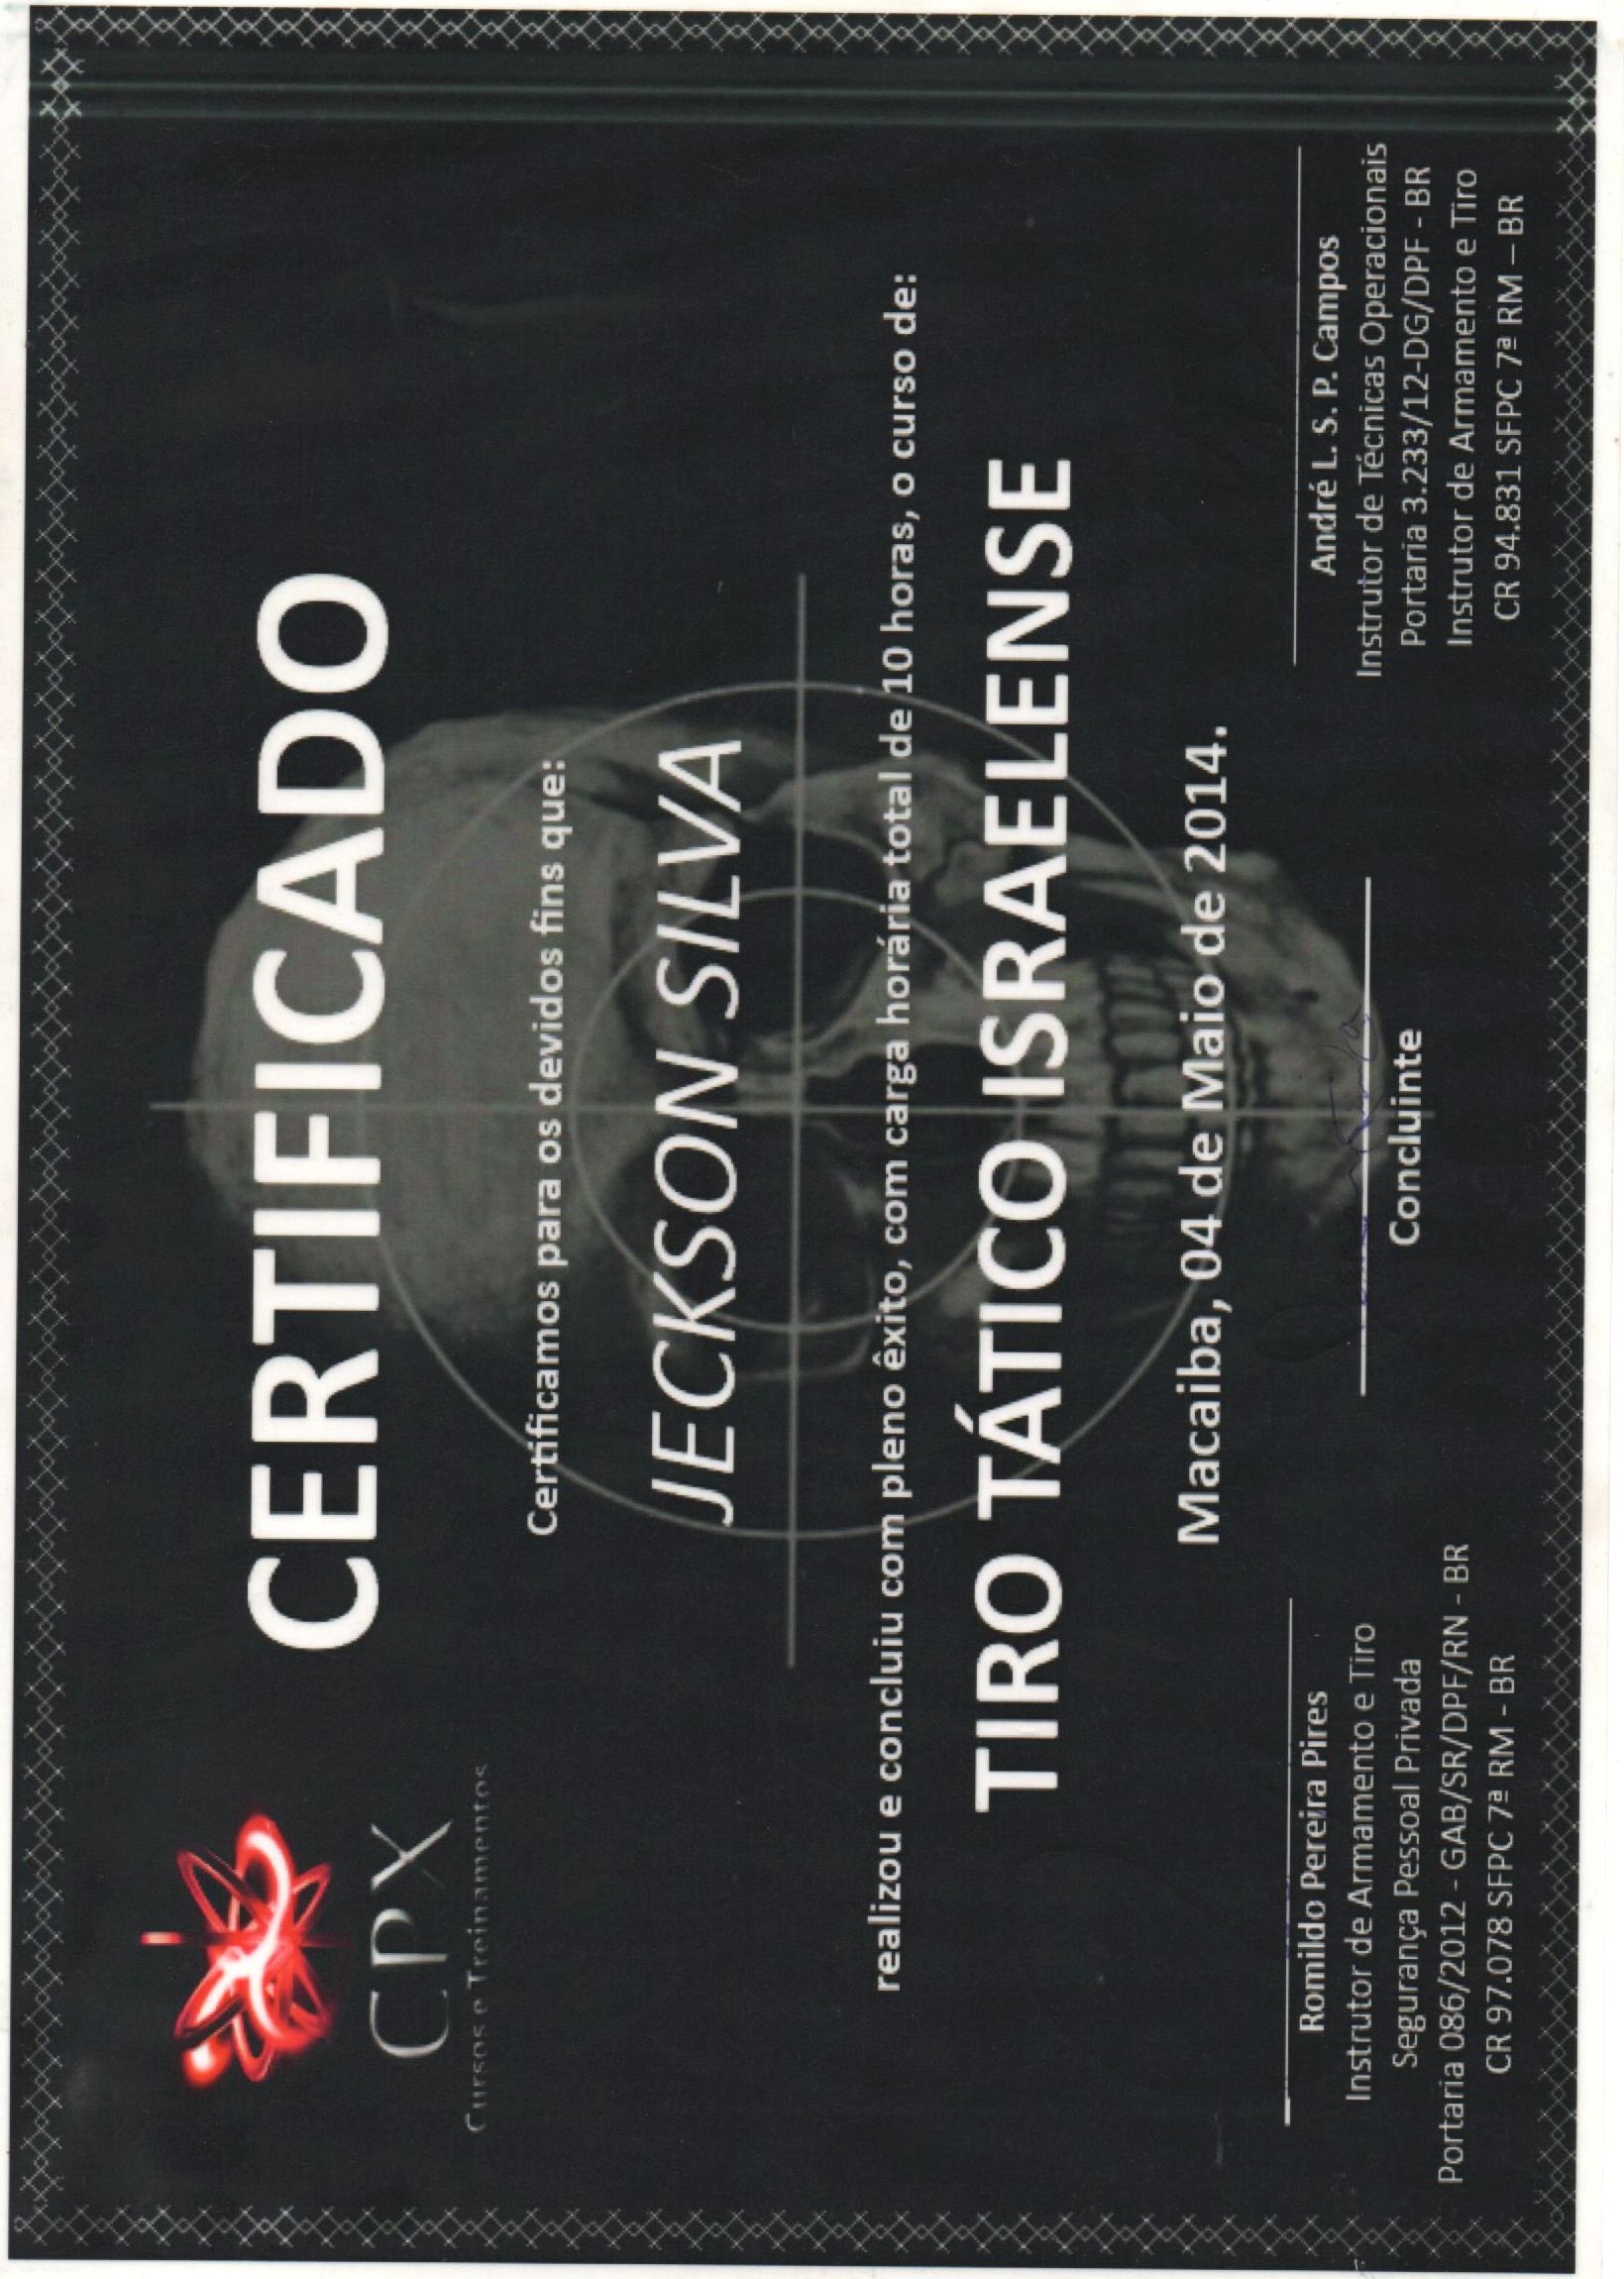 CPX
Cursos e Treinamentos
CERTIFICADO
Certificamos para os devidos fins que:
JECKSON SILVA
realizou e concluiu com pleno êxito, com carga horária total de 10 horas, o curso de:
TIRO TÁTICO ISRAELENSE
Macaiba, 04 de Maio de 2014.
Romildo Pereira Pires
Instrutor de Armamento e Tiro
Segurança Pessoal Privada
Portaria 086/2012 - GAB/SR/DPF/RN - BR
CR 97.078 SFPC 7ª RM - BR
Concluinte
André L. S. P. Campos
Instrutor de Técnicas Operacionais
Portaria 3.233/12-DG/DPF - BR
Instrutor de Armamento e Tiro
CR 94.831 SFPC 7ª RM – BR